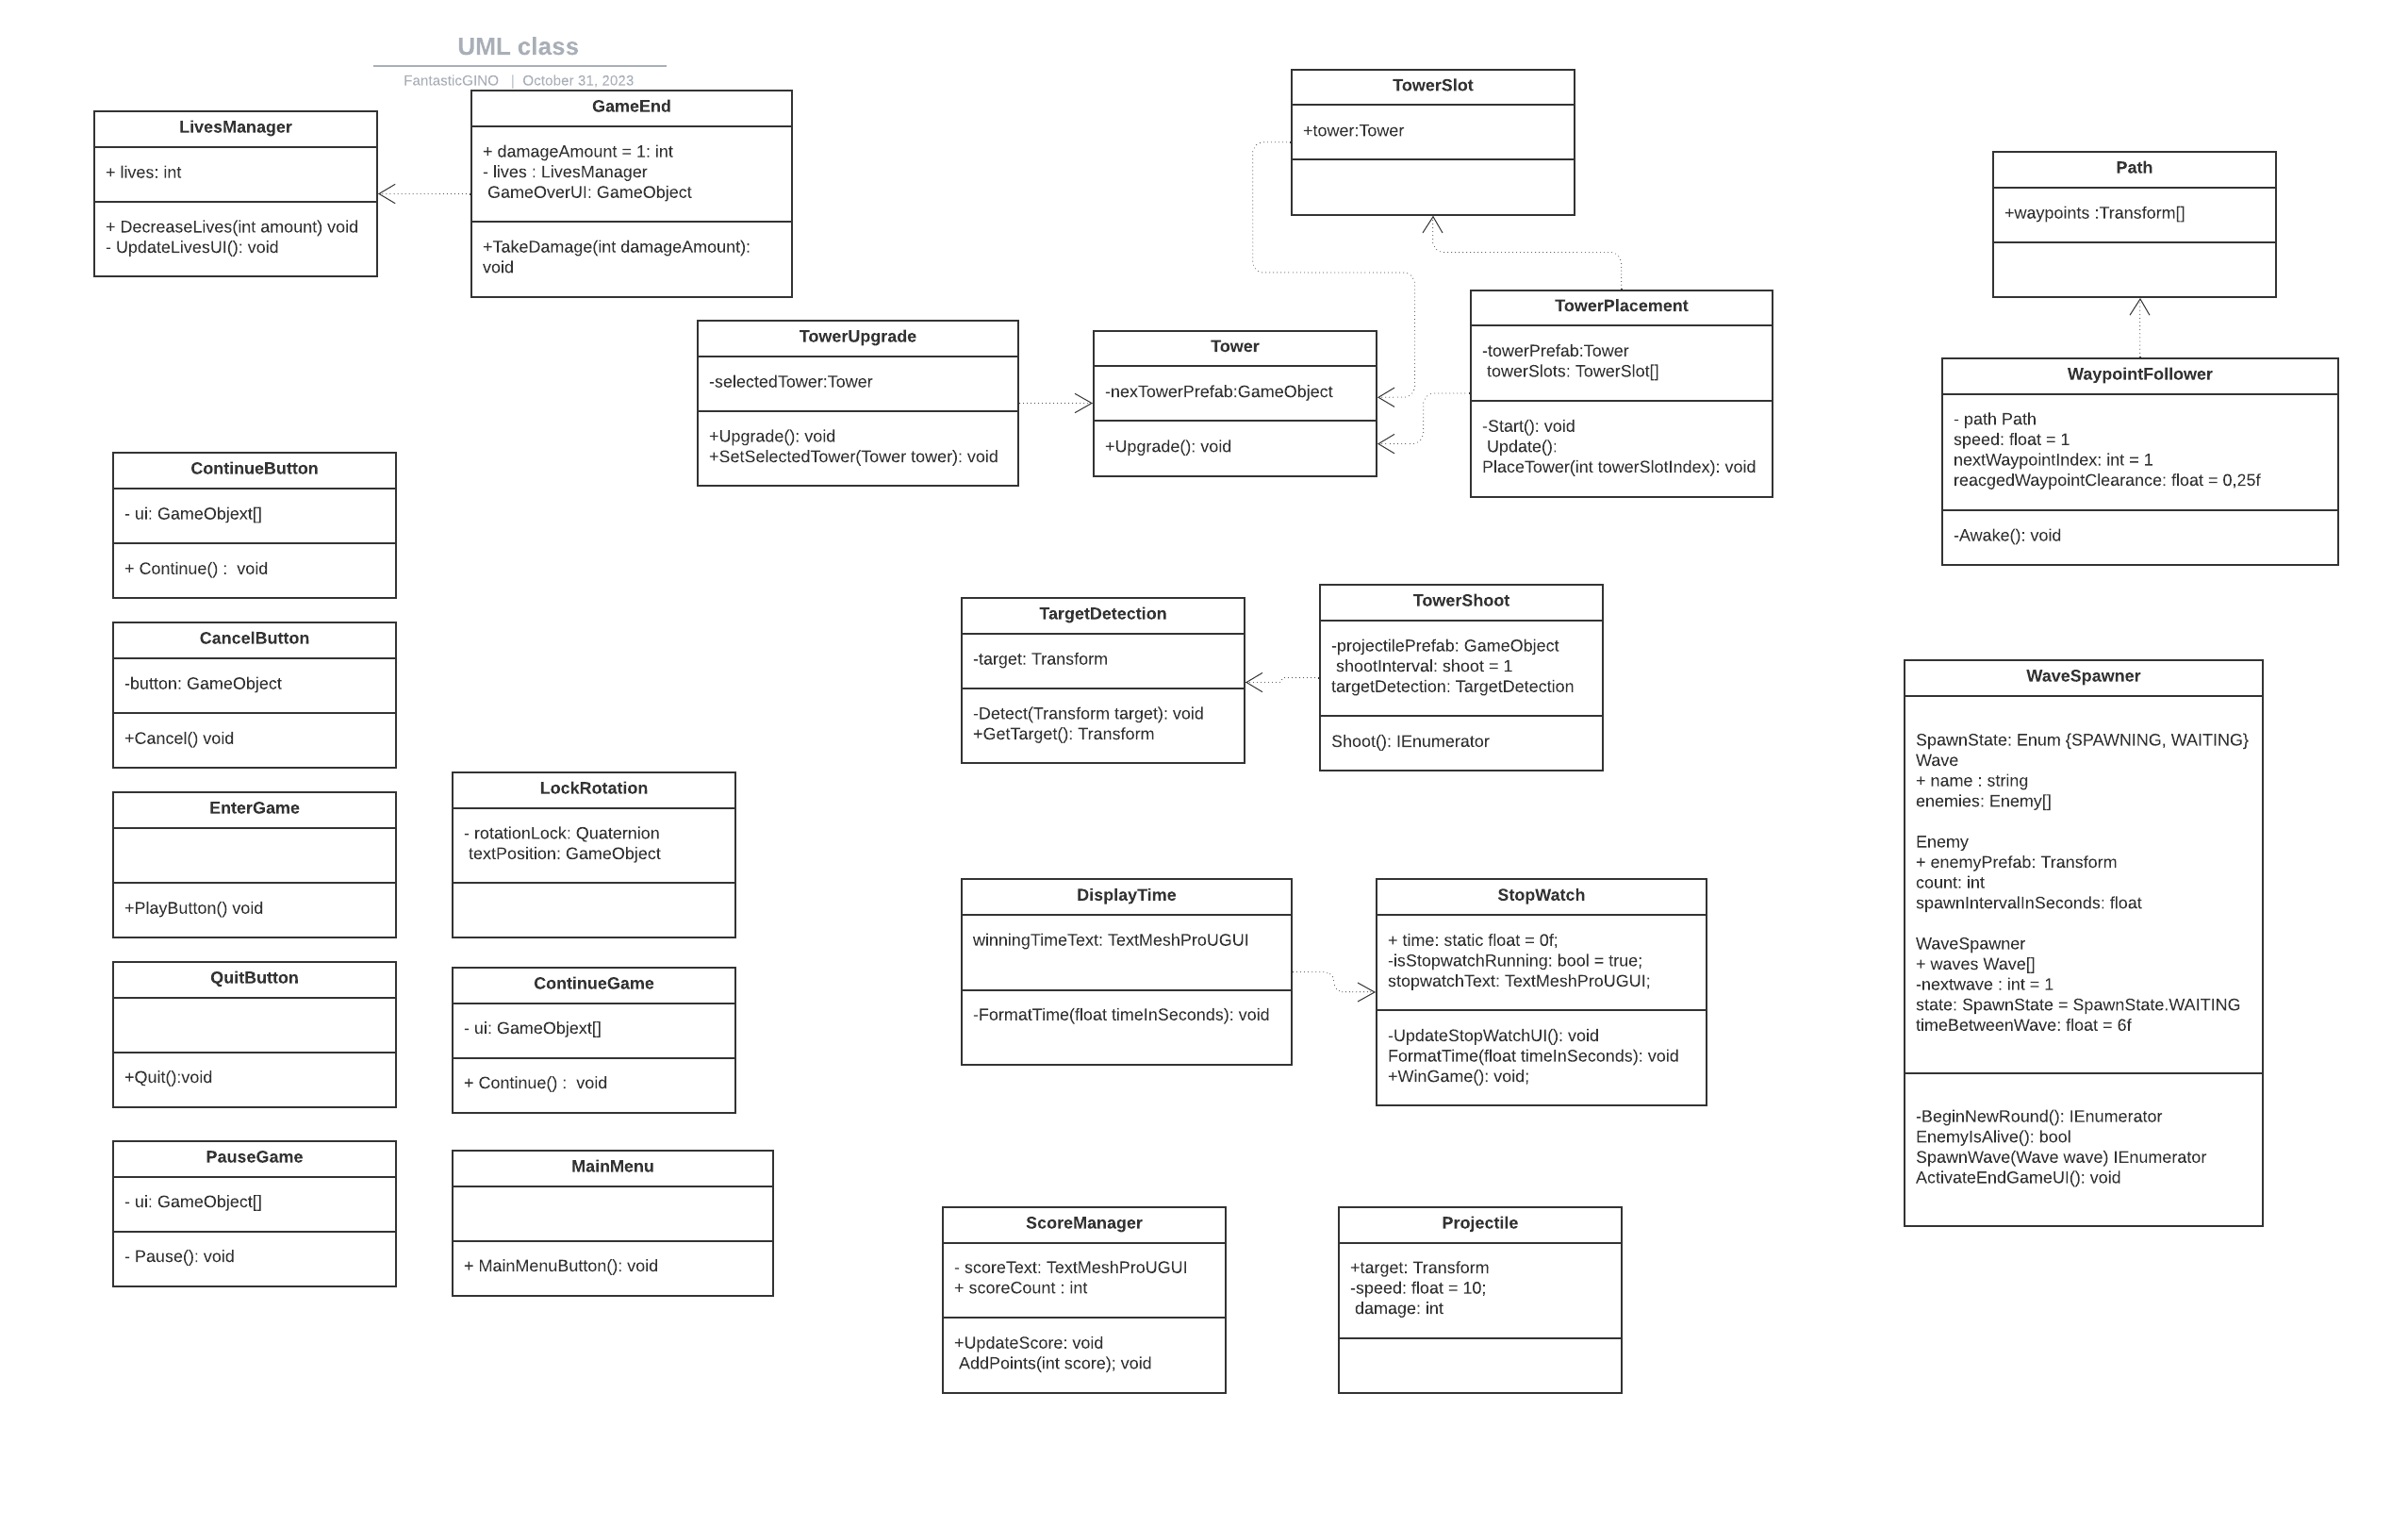 UML class
FantasticGINO | October 31, 2023
LivesManager
+ lives: int
+ DecreaseLives(int amount) void
- UpdateLivesUI(): void
GameEnd
+ damageAmount = 1: int
- lives : LivesManager
GameOverUI: GameObject
+TakeDamage(int damageAmount):
void
TowerSlot
+tower:Tower
Path
+waypoints :Transform[]
TowerUpgrade
-selectedTower:Tower
+Upgrade(): void
+SetSelectedTower(Tower tower): void
Tower
-nexTowerPrefab:GameObject
+Upgrade(): void
TowerPlacement
-towerPrefab:Tower
towerSlots: TowerSlot[]
-Start(): void
Update():
PlaceTower(int towerSlotIndex): void
WaypointFollower
- path Path
speed: float = 1
nextWaypointIndex: int = 1
reacgedWaypointClearance: float = 0,25f
-Awake(): void
ContinueButton
- ui: GameObjext[]
+ Continue() : void
CancelButton
-button: GameObject
+Cancel() void
EnterGame
+PlayButton() void
QuitButton
+Quit():void
PauseGame
- ui: GameObject[]
- Pause(): void
LockRotation
- rotationLock: Quaternion
textPosition: GameObject
ContinueGame
- ui: GameObjext[]
+ Continue() : void
MainMenu
+ MainMenuButton(): void
TargetDetection
-target: Transform
-Detect(Transform target): void
+GetTarget(): Transform
TowerShoot
-projectilePrefab: GameObject
shootInterval: shoot = 1
targetDetection: TargetDetection
Shoot(): IEnumerator
DisplayTime
winningTimeText: TextMeshProUGUI
-FormatTime(float timeInSeconds): void
StopWatch
+ time: static float = 0f;
-isStopwatchRunning: bool = true;
stopwatchText: TextMeshProUGUI;
-UpdateStopWatchUI(): void
FormatTime(float timeInSeconds): void
+WinGame(): void;
ScoreManager
- scoreText: TextMeshProUGUI
+ scoreCount : int
+UpdateScore: void
AddPoints(int score); void
Projectile
+target: Transform
-speed: float = 10;
damage: int
WaveSpawner
SpawnState: Enum {SPAWNING, WAITING}
Wave
+ name : string
enemies: Enemy[]
Enemy
+ enemyPrefab: Transform
count: int
spawnIntervalInSeconds: float
WaveSpawner
+ waves Wave[]
-nextwave : int = 1
state: SpawnState = SpawnState.WAITING
timeBetweenWave: float = 6f
-BeginNewRound(): IEnumerator
EnemyIsAlive(): bool
SpawnWave(Wave wave) IEnumerator
ActivateEndGameUI(): void